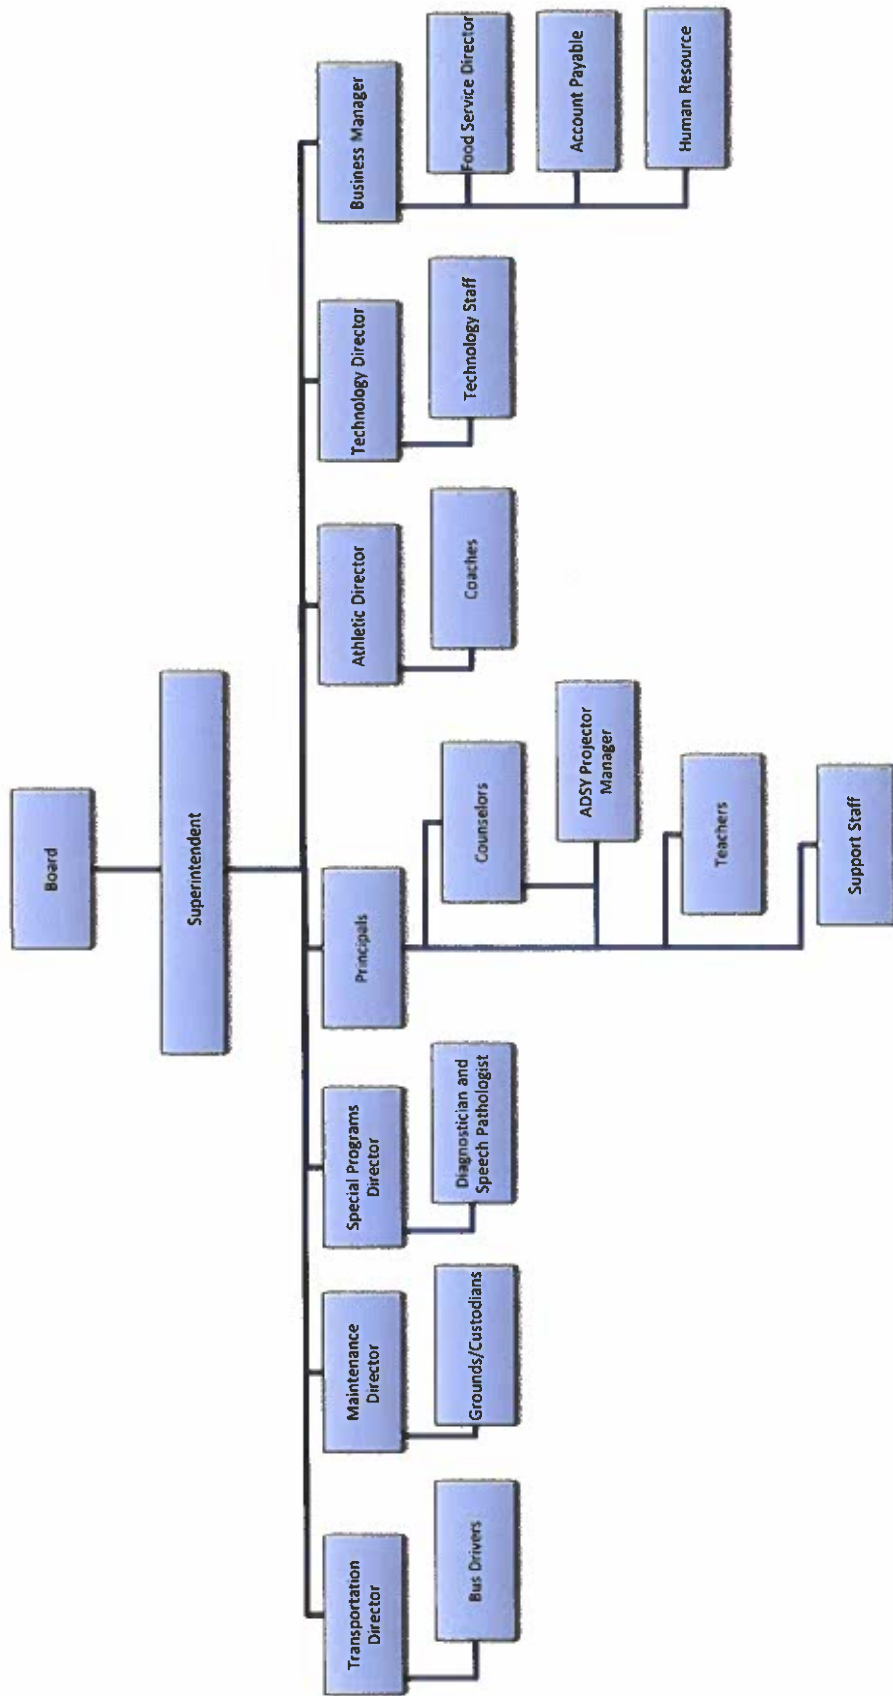 Board
Superintendent
Transportation
Director
Maintenance
Director
Special Programs
Director
Principals
Athletic Director
Technology Director
Business Manager
Bus Drivers
Grounds/Custodians
Diagnostician and
Speech Pathologist
Counselors
Coaches
Technology Staff
Food Service Director
ADSY Projector
Manager
Account Payable
Teachers
Human Resource
Support Staff